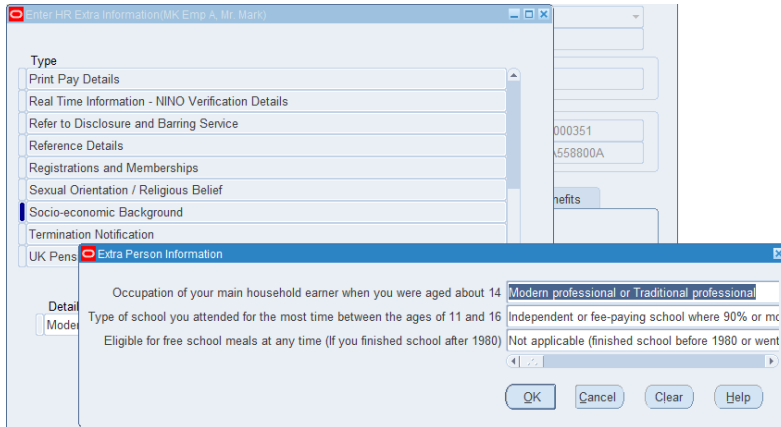 Enter HR Extra Information(MK Emp A, Mr. Mark)
Type
Print Pay Details
Real Time Information - NINO Verification Details
Refer to Disclosure and Barring Service
000351
Reference Details
A558800A
Registrations and Memberships
Sexual Orientation / Religious Belief
nefits
Socio-economic Background
Termination Notification
UK Pens
Extra Person Information
Occupation of your main household earner when you were aged about 14 Modern professional or Traditional professional
Detail
Type of school you attended for the most time between the ages of 11 and 16 Independent or fee-paying school where 90% or mo
Moder
Eligible for free school meals at any time (If you finished school after 1980) Not applicable (finished school before 1980 or went
OK Cancel Clear Help